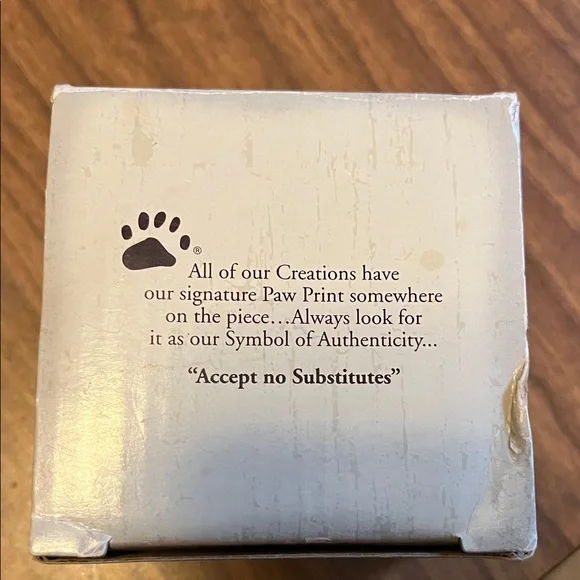 ®
All of our Creations have
our signature Paw Print somewhere
on the piece...Always look for
it as our Symbol of Authenticity...
“Accept no Substitutes”